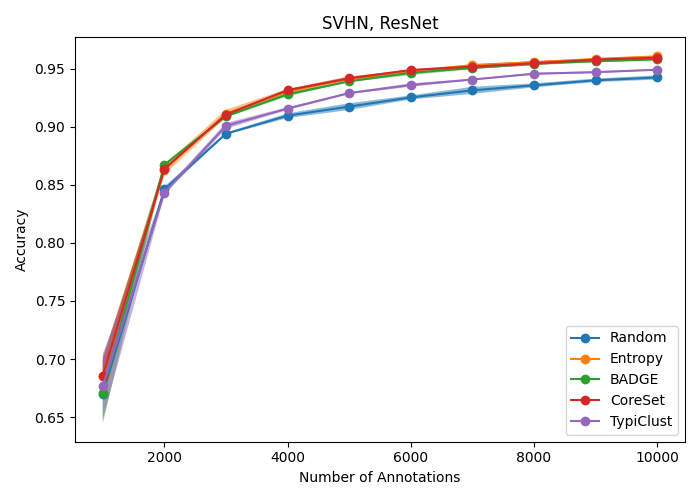 SVHN, ResNet
Accuracy
0.95
0.90
0.85
0.80
0.75
0.70
0.65
2000
4000
6000
8000
10000
Number of Annotations
Random
Entropy
BADGE
CoreSet
TypiClust